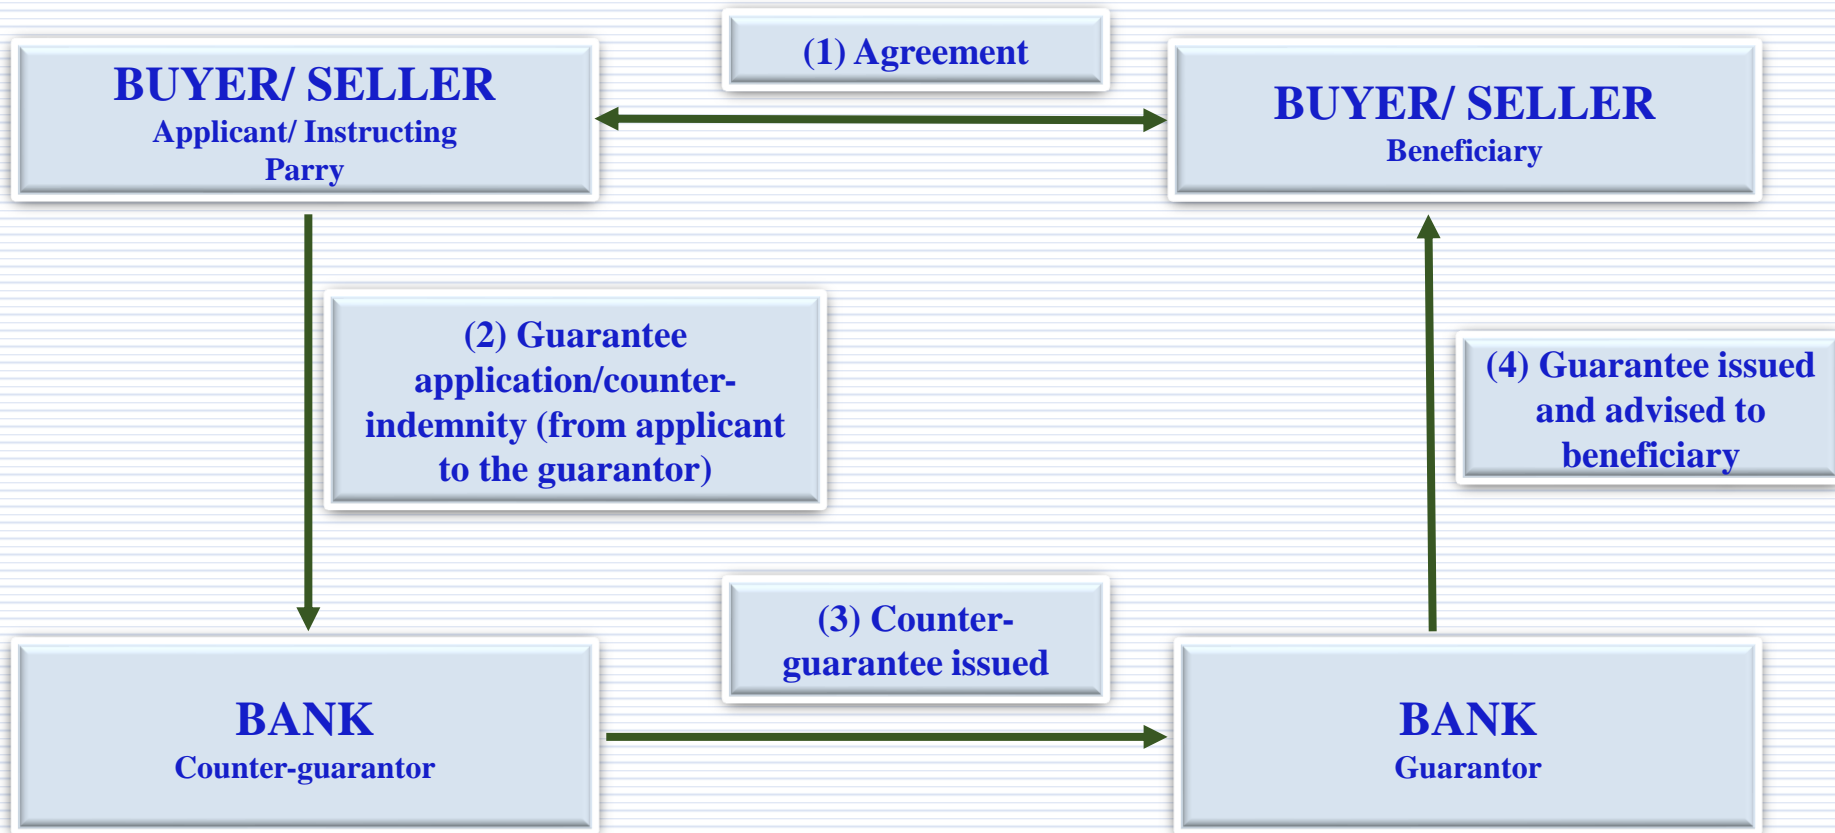 (1) Agreement
BUYER/ SELLER
Applicant/ Instructing
Parry
BUYER/ SELLER
Beneficiary
(2) Guarantee
application/counter-
indemnity (from applicant
to the guarantor)
(4) Guarantee issued
and advised to
beneficiary
(3) Counter-
guarantee issued
BANK
Counter-guarantor
BANK
Guarantor